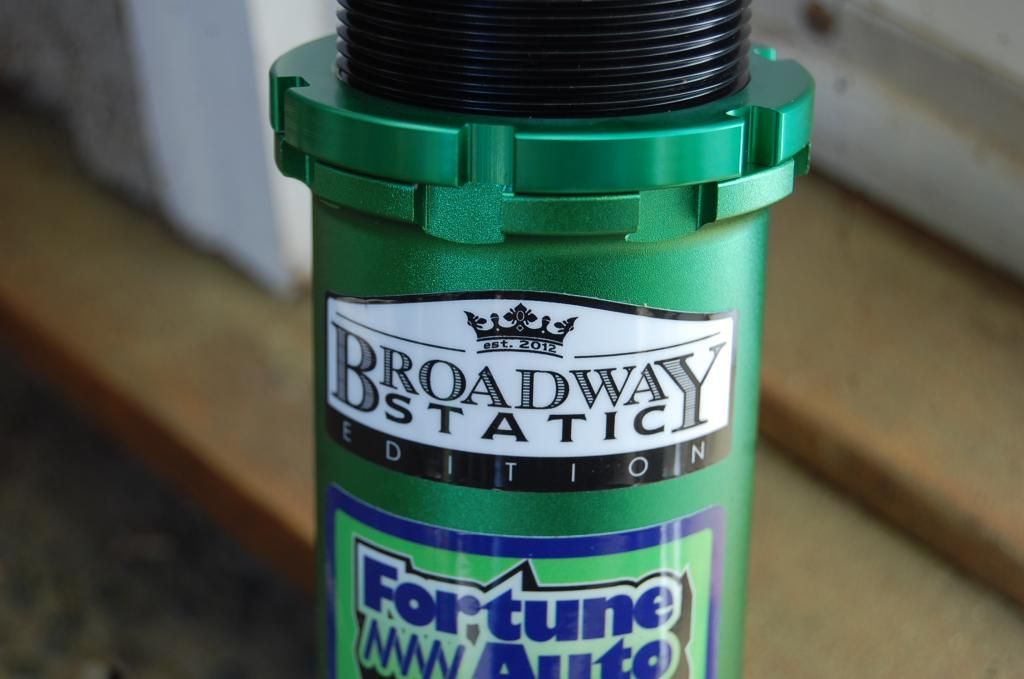 est. 2012
BROADWAY
STATIC
EDITION
Fortune
Auto